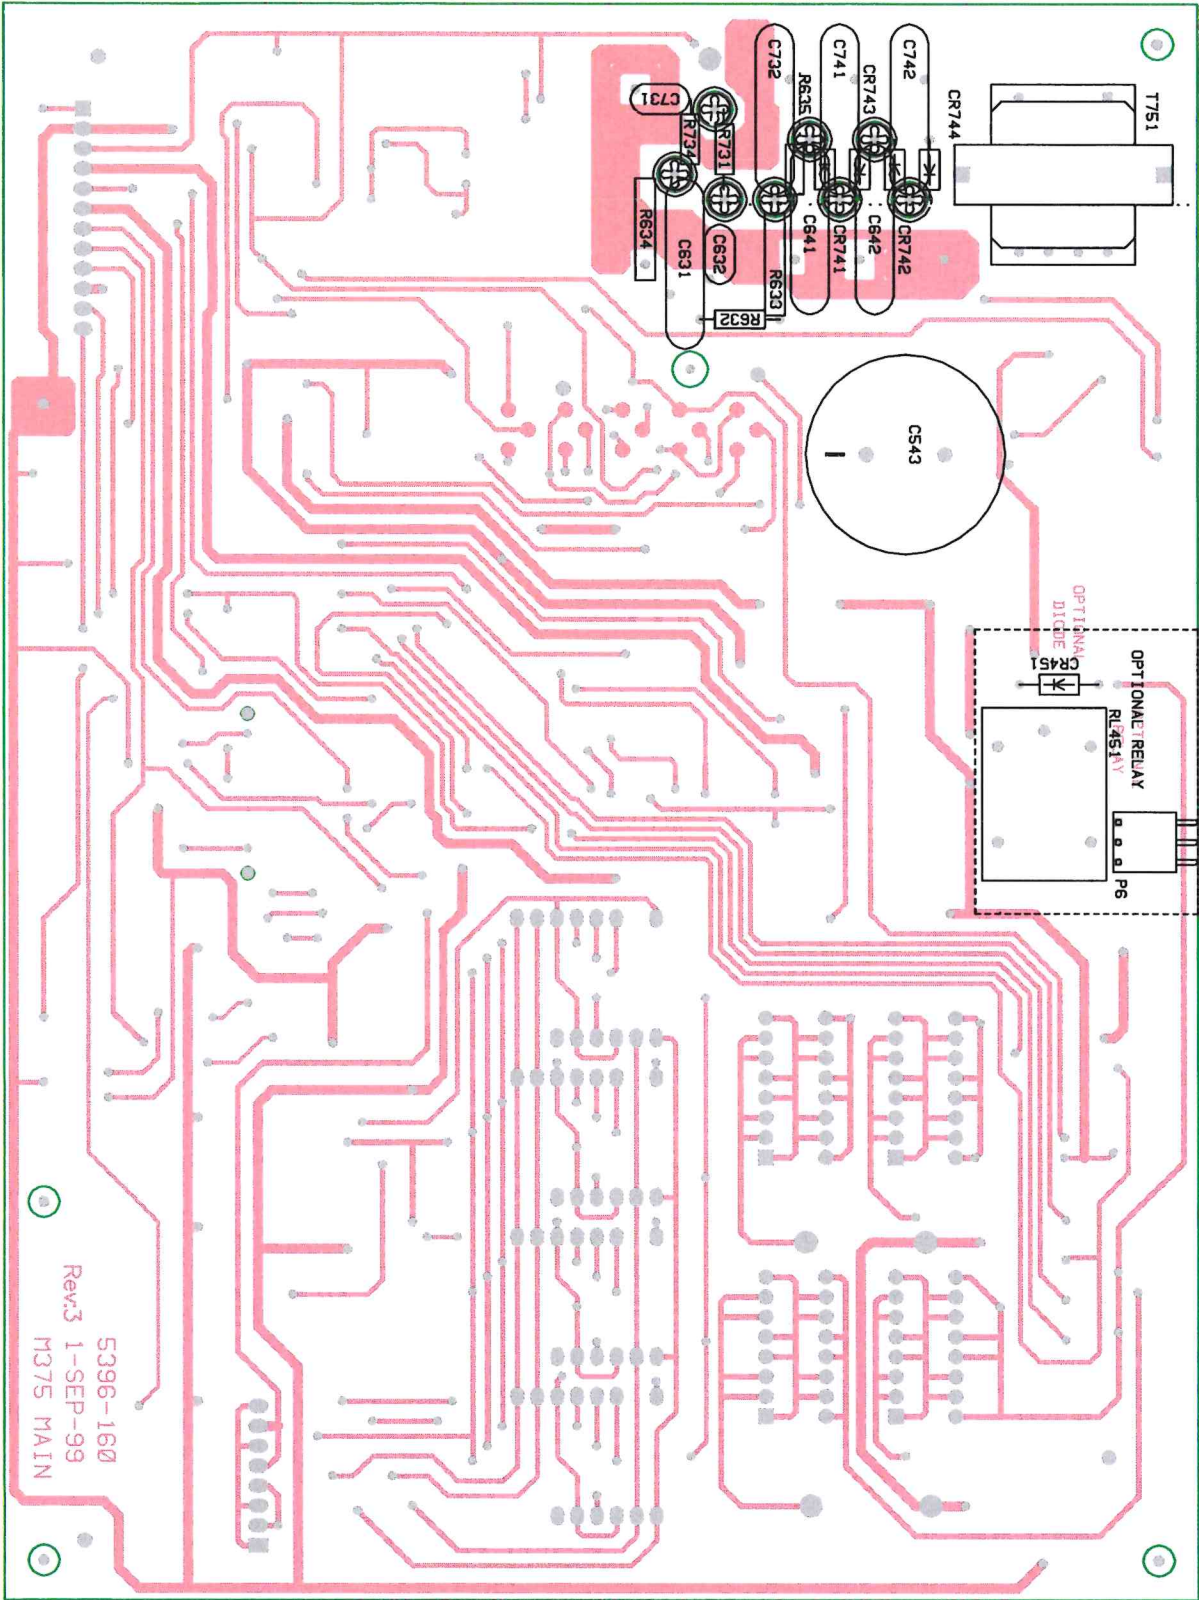 C732
C741
C742
T751
R635
CR743
CR744
C731
R734
R731
R634
C631
C632
R633
C641
CR741
C642
CR742
R632
C543
OPTIONAL
DIODE
CR451
OPTIONAL RELAY
RL451
P6
5396-160
Rev:3 1-SEP-99
M375 MAIN